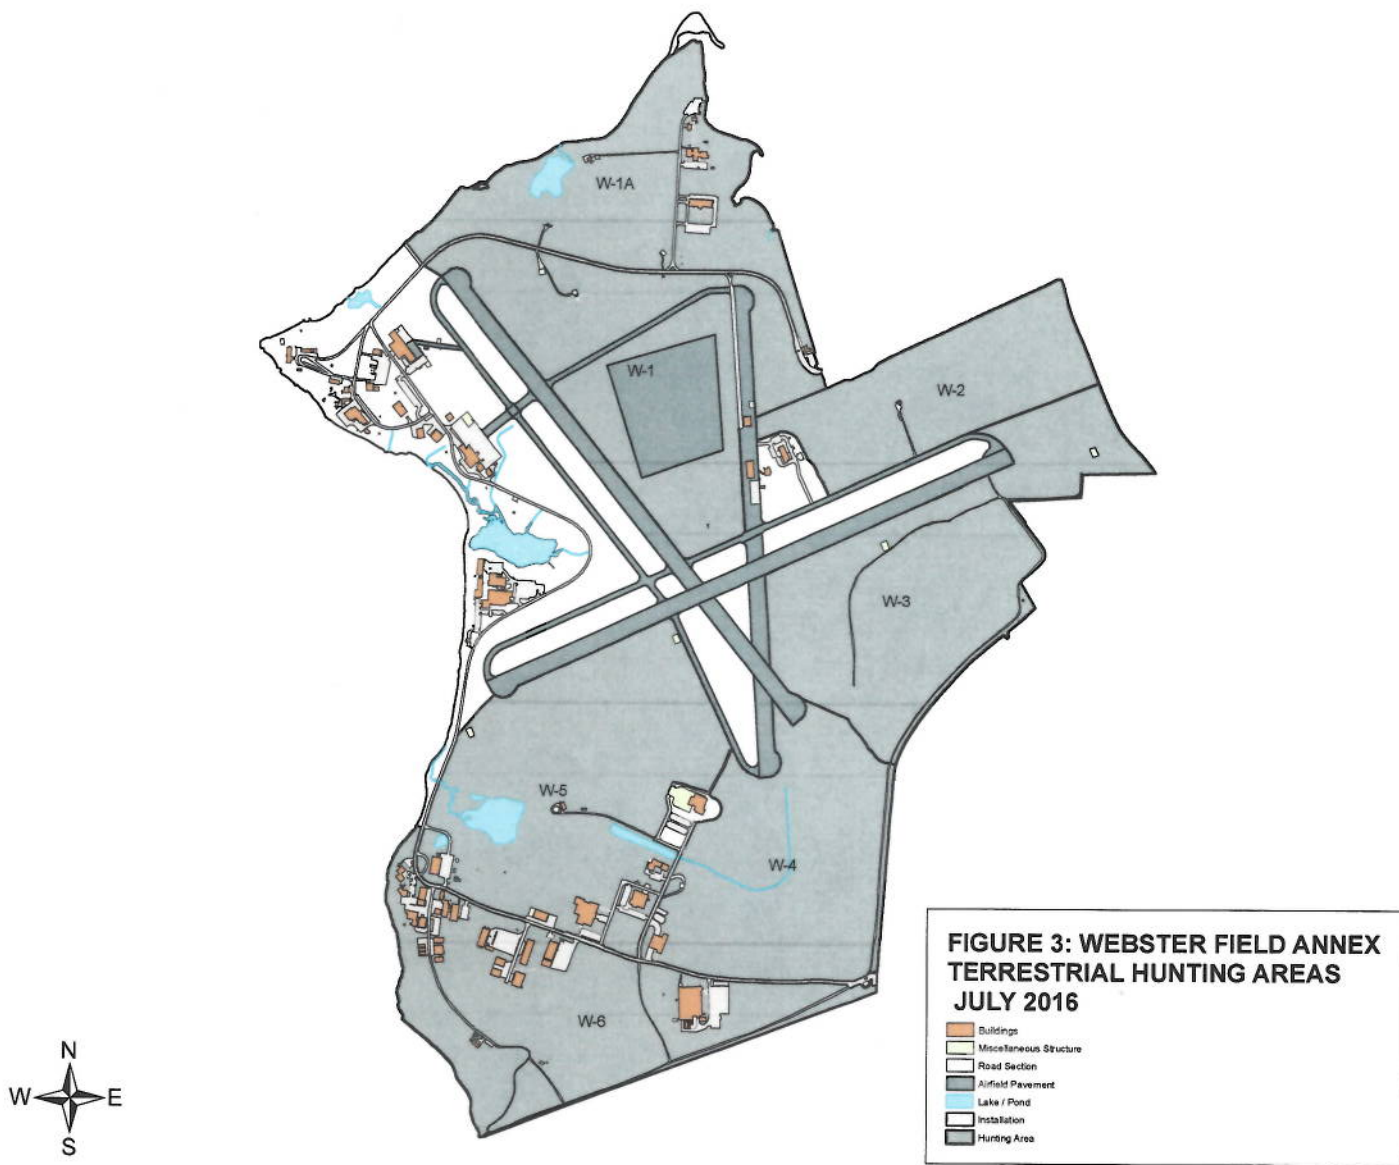 W-1A
W-1
W-2
W-3
W-5
W-4
W-6
FIGURE 3: WEBSTER FIELD ANNEX
TERRESTRIAL HUNTING AREAS
JULY 2016
Buildings
Miscellaneous Structure
Road Section
Airfield Pavement
Lake / Pond
Installation
Hunting Area
N
W E
S